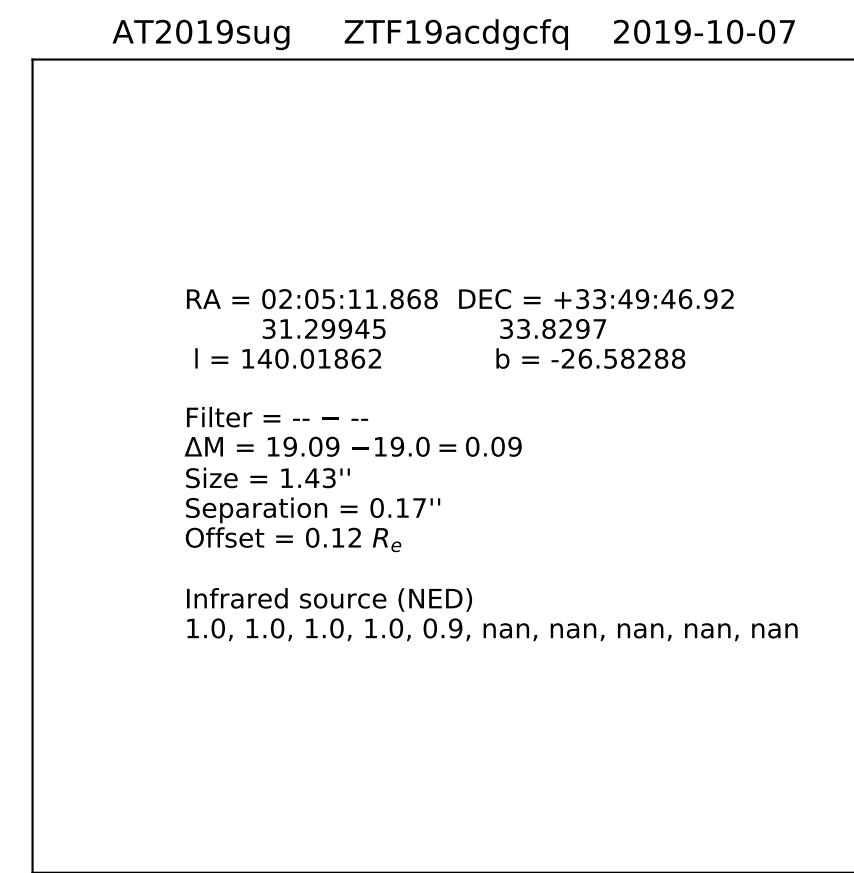 AT2019sug ZTF19acdgcfq 2019-10-07
RA = 02:05:11.868 DEC = +33:49:46.92
31.29945 33.8297
l = 140.01862 b = -26.58288
Filter = -- − --
ΔM = 19.09 −19.0 = 0.09
Size = 1.43''
Separation = 0.17''
Offset = 0.12 Rₑ
Infrared source (NED)
1.0, 1.0, 1.0, 1.0, 0.9, nan, nan, nan, nan, nan